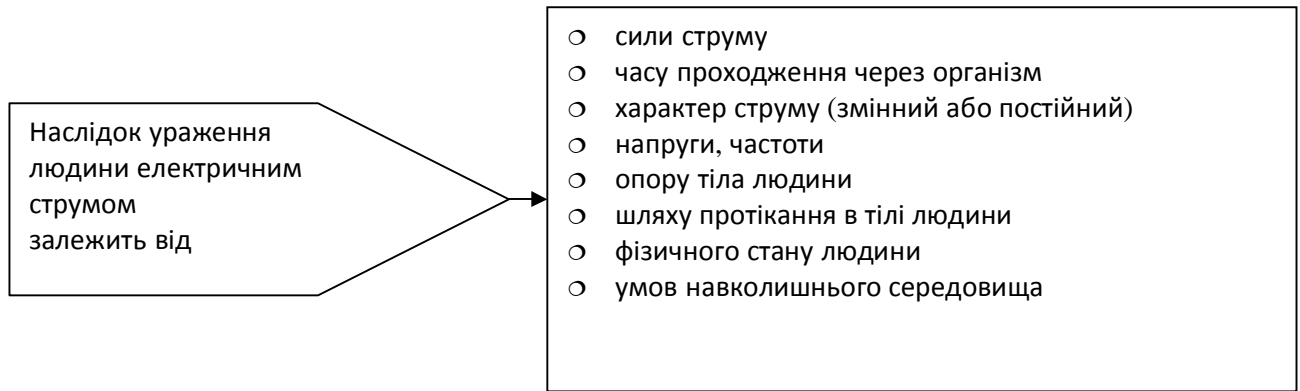 Наслідок ураження
людини електричним
струмом
залежить від
❍ сили струму
❍ часу проходження через організм
❍ характер струму (змінний або постійний)
❍ напруги, частоти
❍ опору тіла людини
❍ шляху протікання в тілі людини
❍ фізичного стану людини
❍ умов навколишнього середовища